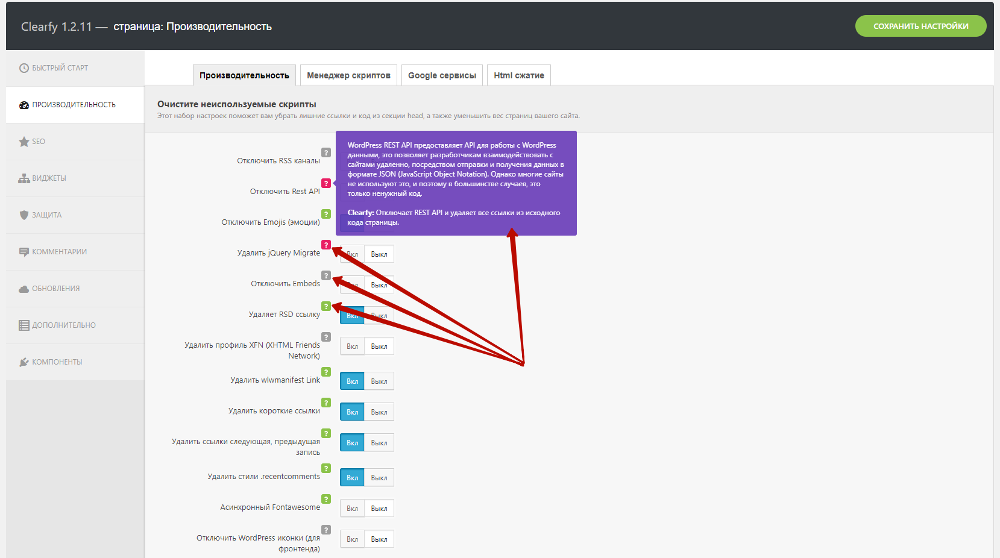 Clearfy 1.2.11 — страница: Производительность
СОХРАНИТЬ НАСТРОЙКИ
БЫСТРЫЙ СТАРТ
ПРОИЗВОДИТЕЛЬНОСТЬ
SEO
ВИДЖЕТЫ
ЗАЩИТА
КОММЕНТАРИИ
ОБНОВЛЕНИЯ
ДОПОЛНИТЕЛЬНО
КОМПОНЕНТЫ
Производительность
Менеджер скриптов
Google сервисы
Html сжатие
Очистите неиспользуемые скрипты
Этот набор настроек поможет вам убрать лишние ссылки и код из секции head, а также уменьшить вес страниц вашего сайта.
Отключить RSS каналы ?
Отключить Rest API ?
WordPress REST API предоставляет API для работы с WordPress
данными, это позволяет разработчикам взаимодействовать с
сайтами удаленно, посредством отправки и получения данных в
формате JSON (JavaScript Object Notation). Однако многие сайты
не используют это, и поэтому в большинстве случаев, это
только ненужный код.
Clearfy: Отключает REST API и удаляет все ссылки из исходного
кода страницы.
Отключить Emojis (эмоции) ?
Удалить jQuery Migrate ? Вкл Выкл
Отключить Embeds ? Вкл Выкл
Удаляет RSD ссылку ? Вкл Выкл
Удалить профиль XFN (XHTML Friends ? Вкл Выкл
Network)
Удалить wlwmanifest Link ? Вкл Выкл
Удалить короткие ссылки ? Вкл Выкл
Удалить ссылки следующая, предыдущая ? Вкл Выкл
запись
Удалить стили .recentcomments ? Вкл Выкл
Асинхронный Fontawesome ? Вкл Выкл
Отключить WordPress иконки (для ? Вкл Выкл
фронтенда)